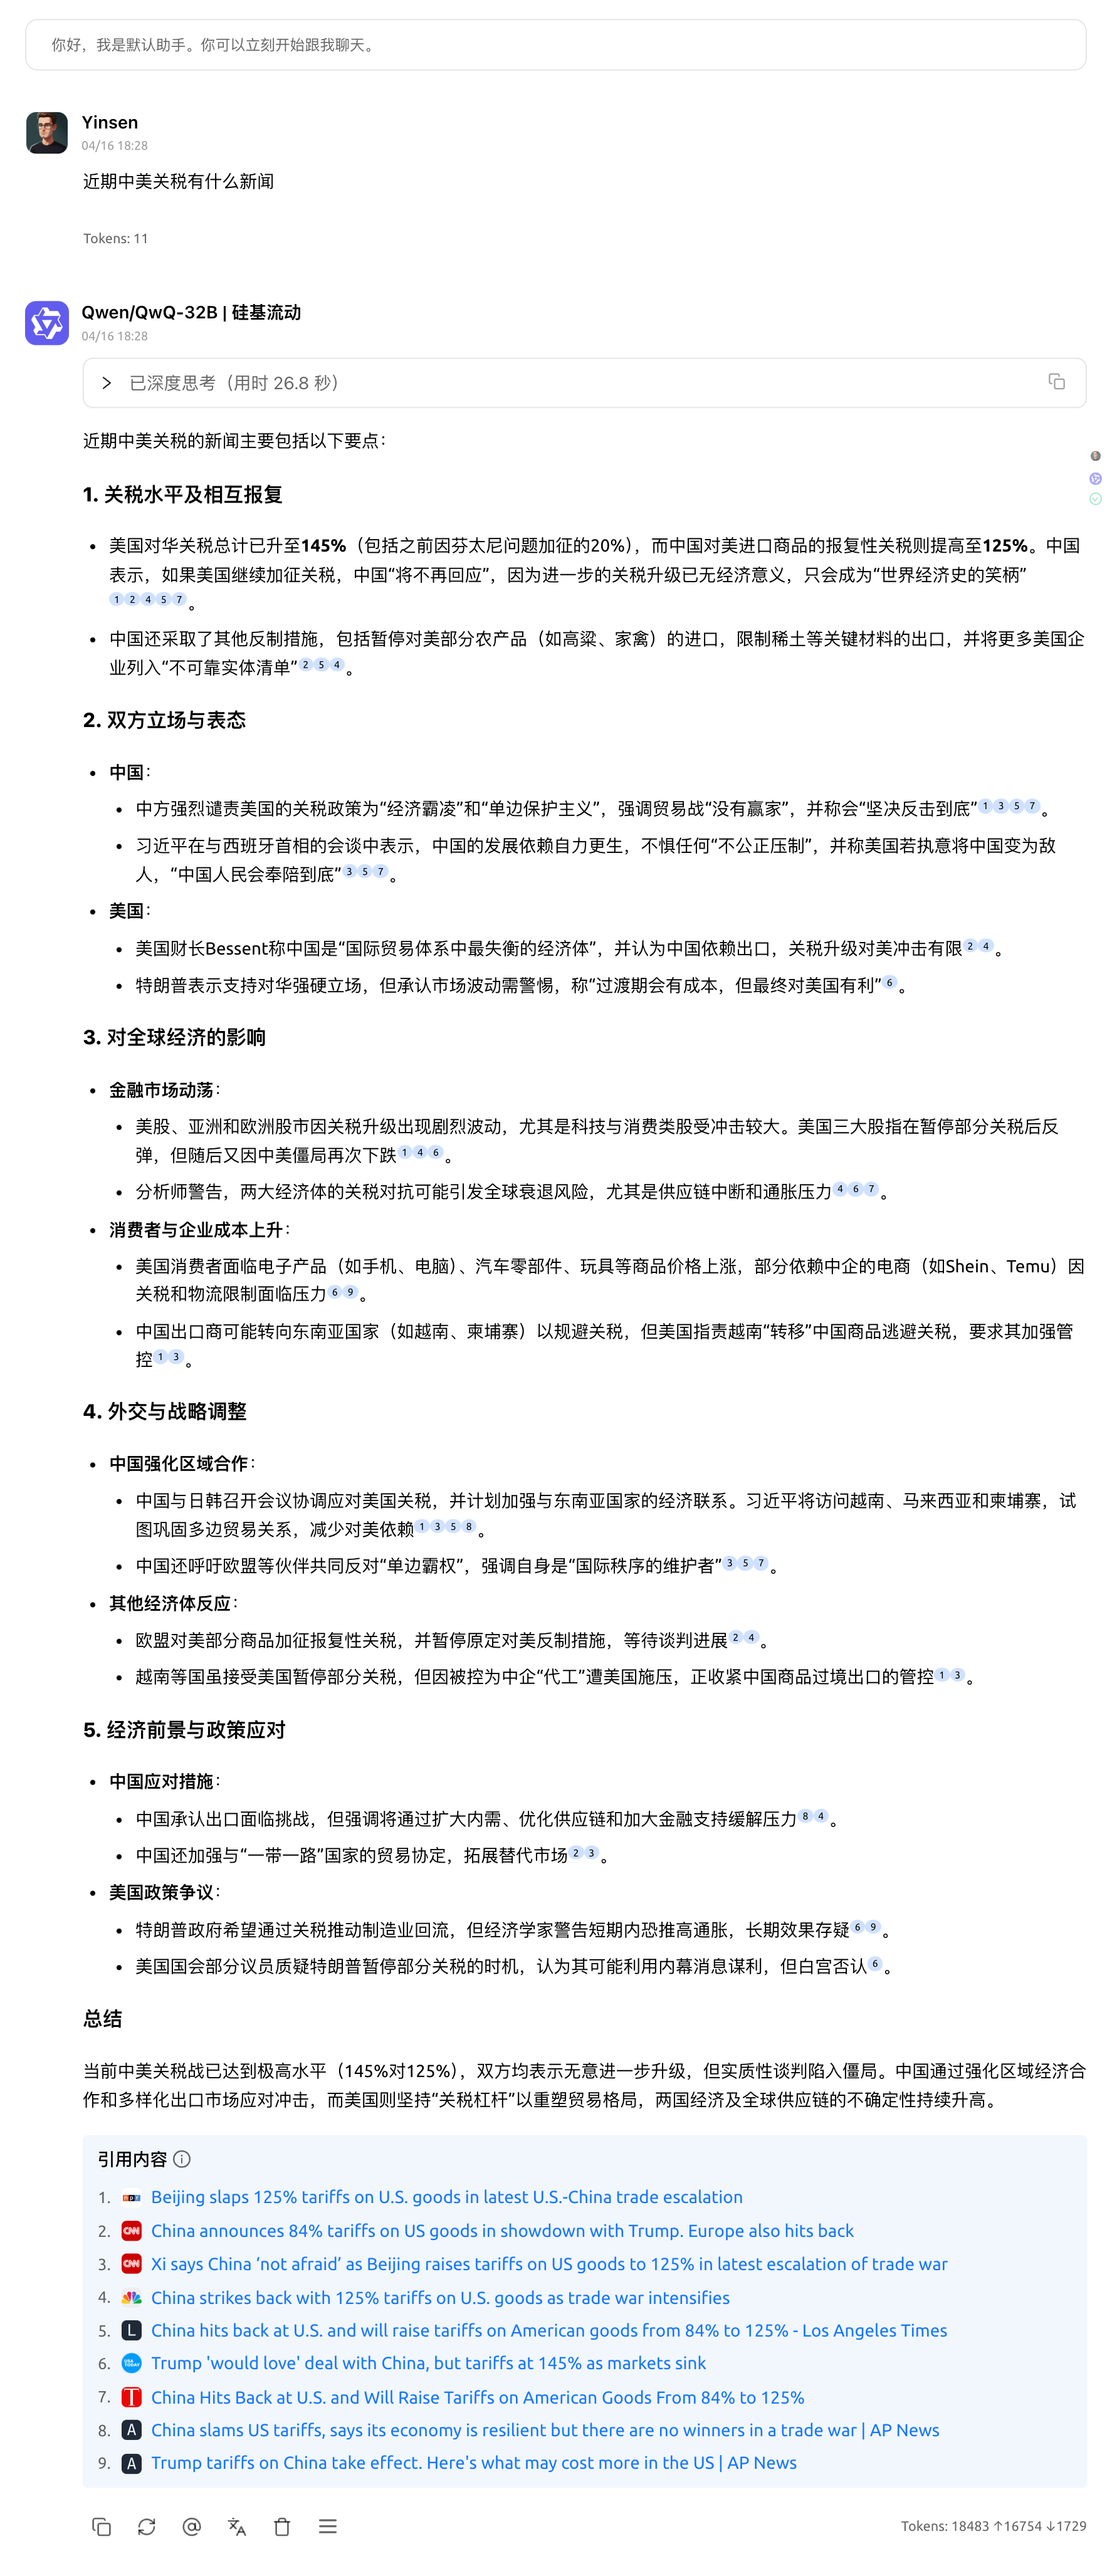 你好，我是默认助手。你可以立刻开始跟我聊天。
Yinsen
04/16 18:28
近期中美关税有什么新闻
Tokens: 11
Qwen/QwQ-32B | 硅基流动
04/16 18:28
已深度思考（用时 26.8 秒）
近期中美关税的新闻主要包括以下要点：
1. 关税水平及相互报复
• 美国对华关税总计已升至145%（包括之前因芬太尼问题加征的20%），而中国对美进口商品的报复性关税则提高至125%。中国
表示，如果美国继续加征关税，中国“将不再回应”，因为进一步的关税升级已无经济意义，只会成为“世界经济史的笑柄”
1 2 4 5 7 。
• 中国还采取了其他反制措施，包括暂停对美部分农产品（如高粱、家禽）的进口，限制稀土等关键材料的出口，并将更多美国企
业列入“不可靠实体清单” 2 5 4 。
2. 双方立场与表态
• 中国：
• 中方强烈谴责美国的关税政策为“经济霸凌”和“单边保护主义”，强调贸易战“没有赢家”，并称会“坚决反击到底” 1 3 5 7 。
• 习近平在与西班牙首相的会谈中表示，中国的发展依赖自力更生，不惧任何“不公正压制”，并称美国若执意将中国变为敌
人，“中国人民会奉陪到底” 3 5 7 。
• 美国：
• 美国财长Bessent称中国是“国际贸易体系中最失衡的经济体”，并认为中国依赖出口，关税升级对美冲击有限 2 4 。
• 特朗普表示支持对华强硬立场，但承认市场波动需警惕，称“过渡期会有成本，但最终对美国有利” 6 。
3. 对全球经济的影响
• 金融市场动荡：
• 美股、亚洲和欧洲股市因关税升级出现剧烈波动，尤其是科技与消费类股受冲击较大。美国三大股指在暂停部分关税后反
弹，但随后又因中美僵局再次下跌 1 4 6 。
• 分析师警告，两大经济体的关税对抗可能引发全球衰退风险，尤其是供应链中断和通胀压力 4 6 7 。
• 消费者与企业成本上升：
• 美国消费者面临电子产品（如手机、电脑）、汽车零部件、玩具等商品价格上涨，部分依赖中企的电商（如Shein、Temu）因
关税和物流限制面临压力 6 9 。
• 中国出口商可能转向东南亚国家（如越南、柬埔寨）以规避关税，但美国指责越南“转移”中国商品逃避关税，要求其加强管
控 1 3 。
4. 外交与战略调整
• 中国强化区域合作：
• 中国与日韩召开会议协调应对美国关税，并计划加强与东南亚国家的经济联系。习近平将访问越南、马来西亚和柬埔寨，试
图巩固多边贸易关系，减少对美依赖 1 3 5 8 。
• 中国还呼吁欧盟等伙伴共同反对“单边霸权”，强调自身是“国际秩序的维护者” 3 5 7 。
• 其他经济体反应：
• 欧盟对美部分商品加征报复性关税，并暂停原定对美反制措施，等待谈判进展 2 4 。
• 越南等国虽接受美国暂停部分关税，但因被控为中企“代工”遭美国施压，正收紧中国商品过境出口的管控 1 3 。
5. 经济前景与政策应对
• 中国应对措施：
• 中国承认出口面临挑战，但强调将通过扩大内需、优化供应链和加大金融支持缓解压力 8 4 。
• 中国还加强与“一带一路”国家的贸易协定，拓展替代市场 2 3 。
• 美国政策争议：
• 特朗普政府希望通过关税推动制造业回流，但经济学家警告短期内恐推高通胀，长期效果存疑 6 9 。
• 美国国会部分议员质疑特朗普暂停部分关税的时机，认为其可能利用内幕消息谋利，但白宫否认 6 。
总结
当前中美关税战已达到极高水平（145%对125%），双方均表示无意进一步升级，但实质性谈判陷入僵局。中国通过强化区域经济合
作和多样化出口市场应对冲击，而美国则坚持“关税杠杆”以重塑贸易格局，两国经济及全球供应链的不确定性持续升高。
引用内容
1. Beijing slaps 125% tariffs on U.S. goods in latest U.S.-China trade escalation
2. CNN China announces 84% tariffs on US goods in showdown with Trump. Europe also hits back
3. CNN Xi says China ‘not afraid’ as Beijing raises tariffs on US goods to 125% in latest escalation of trade war
4. China strikes back with 125% tariffs on U.S. goods as trade war intensifies
5. L China hits back at U.S. and will raise tariffs on American goods from 84% to 125% - Los Angeles Times
6. USA TODAY Trump 'would love' deal with China, but tariffs at 145% as markets sink
7. T China Hits Back at U.S. and Will Raise Tariffs on American Goods From 84% to 125%
8. A China slams US tariffs, says its economy is resilient but there are no winners in a trade war | AP News
9. A Trump tariffs on China take effect. Here's what may cost more in the US | AP News
Tokens: 18483 ↑16754 ↓1729